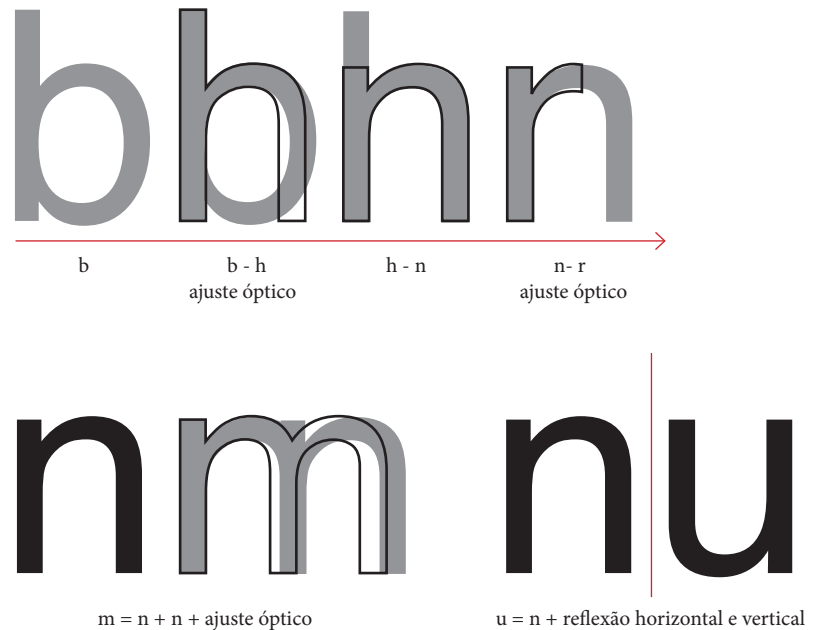 b b h n r n
b
b - h
ajuste óptico
h - n
n- r
ajuste óptico
n m n u
m = n + n + ajuste óptico
u = n + reflexão horizontal e vertical